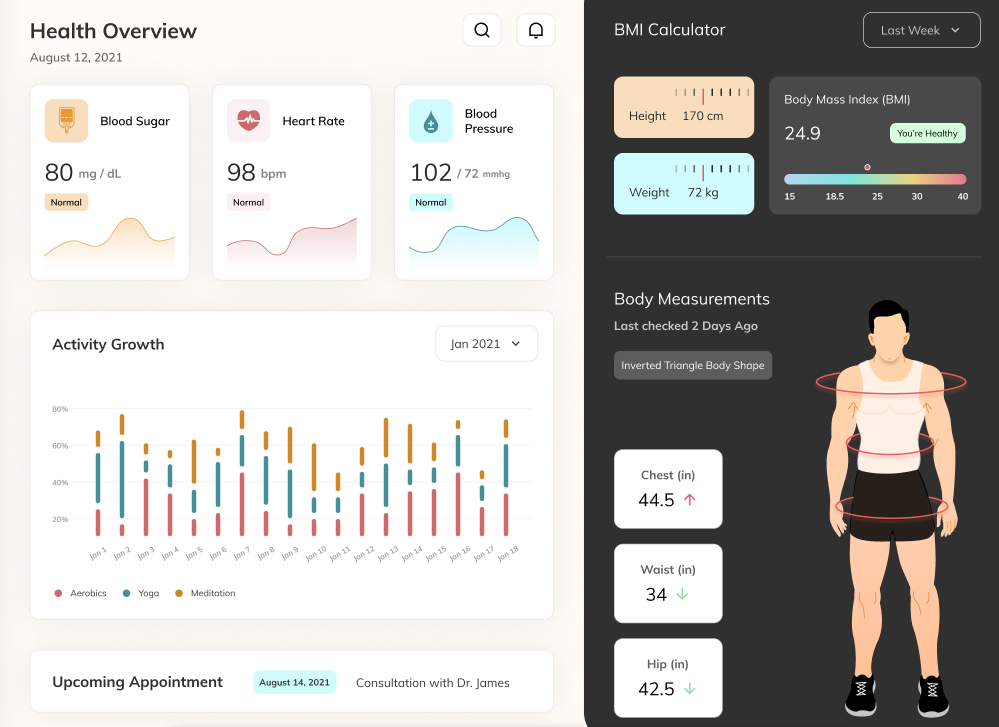 Health Overview
August 12, 2021
Blood Sugar
80 mg / dL
Normal
Heart Rate
98 bpm
Normal
Blood
Pressure
102 / 72 mmhg
Normal
Activity Growth
Jan 2021
80%
60%
40%
20%
Jan 1
Jan 2
Jan 3
Jan 4
Jan 5
Jan 6
Jan 7
Jan 8
Jan 9
Jan 10
Jan 11
Jan 12
Jan 13
Jan 14
Jan 15
Jan 16
Jan 17
Jan 18
Aerobics
Yoga
Meditation
Upcoming Appointment
August 14, 2021
Consultation with Dr. James
BMI Calculator
Last Week
Height 170 cm
Weight 72 kg
Body Mass Index (BMI)
24.9
You're Healthy
15 18.5 25 30 40
Body Measurements
Last checked 2 Days Ago
Inverted Triangle Body Shape
Chest (in)
44.5
Waist (in)
34
Hip (in)
42.5